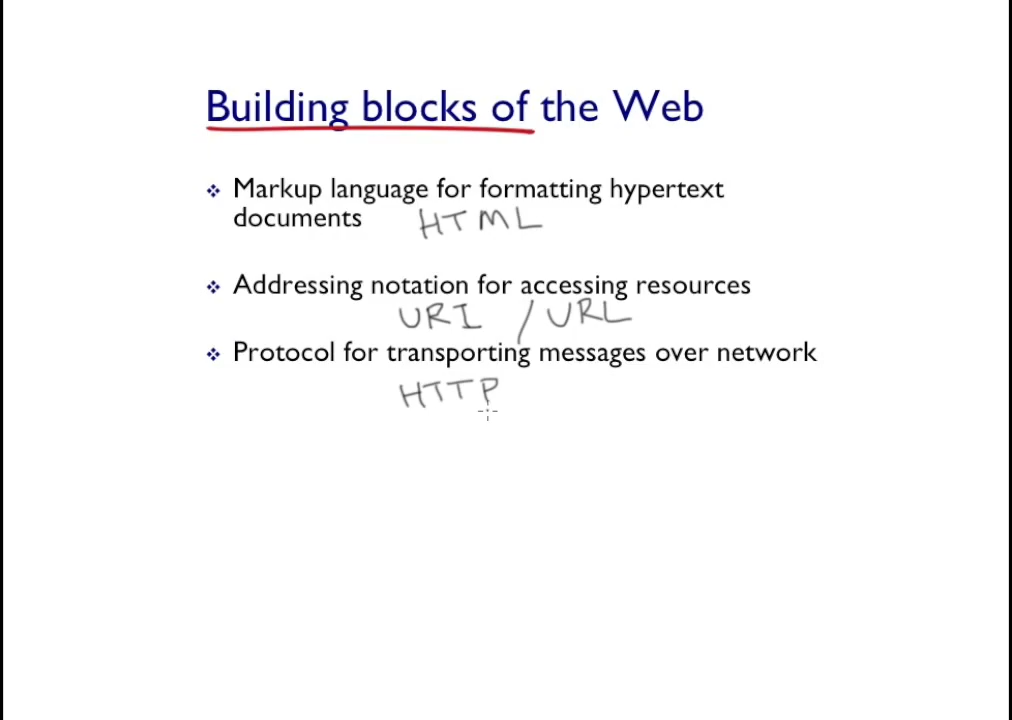 Building blocks of the Web
Markup language for formatting hypertext
documents HTML
Addressing notation for accessing resources
URI / URL
Protocol for transporting messages over network
HTTP